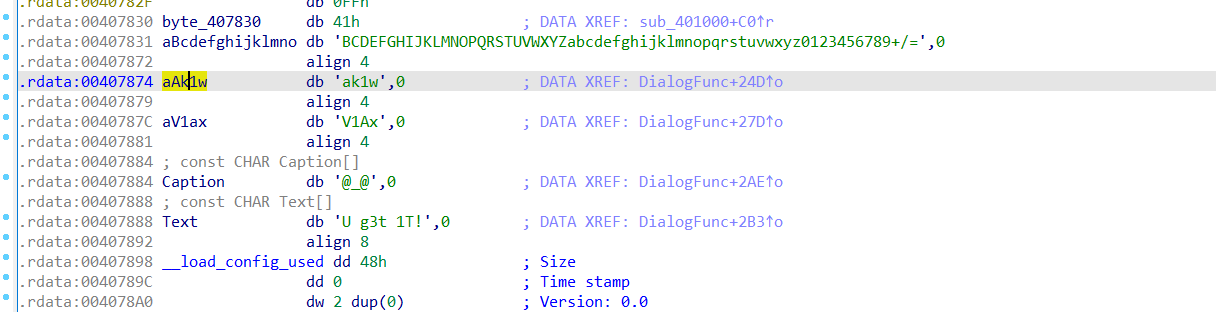 .rdata:0040782F db 0FFh
.rdata:00407830 byte_407830 db 41h ; DATA XREF: sub_401000+C0↑r
.rdata:00407831 aBcdefghijklmno db 'BCDEFGHIJKLMNOPQRSTUVWXYZabcdefghijklmnopqrstuvwxyz0123456789+/=',0
.rdata:00407872 align 4
.rdata:00407874 aAk1w db 'ak1w',0 ; DATA XREF: DialogFunc+24D↑o
.rdata:00407879 align 4
.rdata:0040787C aV1ax db 'V1Ax',0 ; DATA XREF: DialogFunc+27D↑o
.rdata:00407881 align 4
.rdata:00407884 ; const CHAR Caption[]
.rdata:00407884 Caption db '@_@',0 ; DATA XREF: DialogFunc+2AE↑o
.rdata:00407888 ; const CHAR Text[]
.rdata:00407888 Text db 'U g3t 1T!',0 ; DATA XREF: DialogFunc+2B3↑o
.rdata:00407892 align 8
.rdata:00407898 __load_config_used dd 48h ; Size
.rdata:0040789C dd 0 ; Time stamp
.rdata:004078A0 dw 2 dup(0) ; Version: 0.0